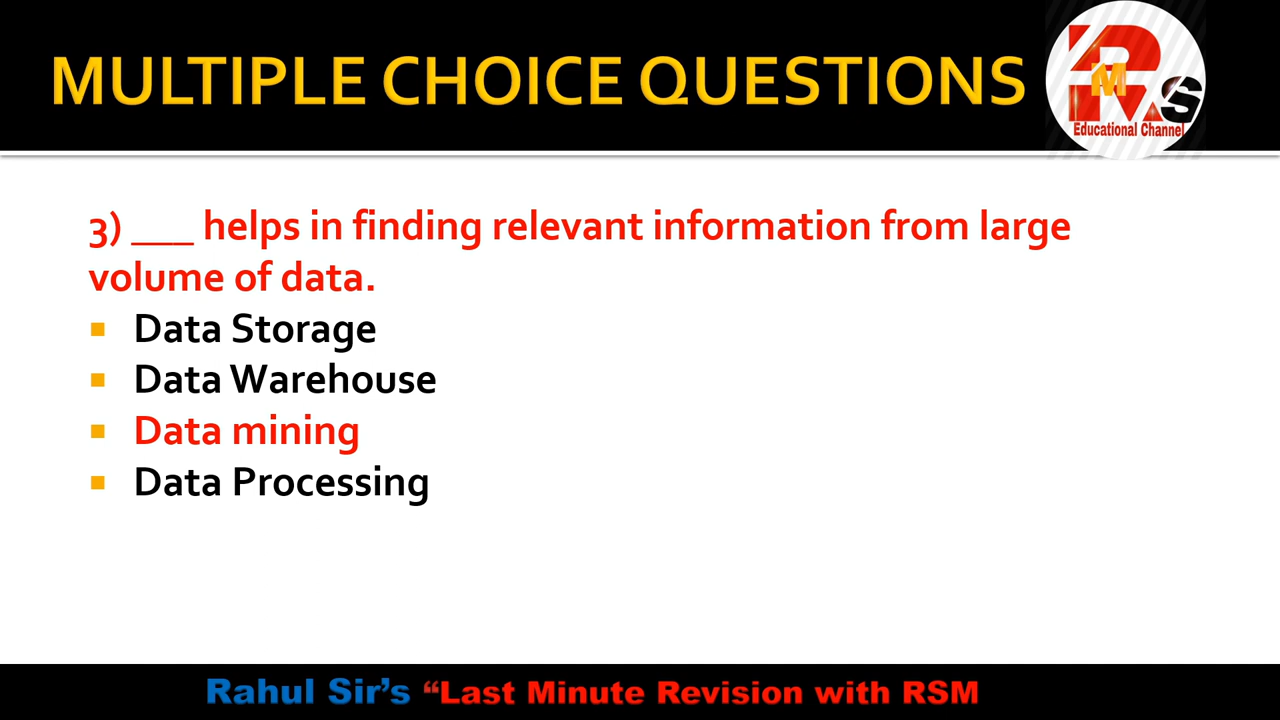 MULTIPLE CHOICE QUESTIONS
RMS
Educational Channel
3) ___ helps in finding relevant information from large
volume of data.
Data Storage
Data Warehouse
Data mining
Data Processing
Rahul Sir’s “Last Minute Revision with RSM